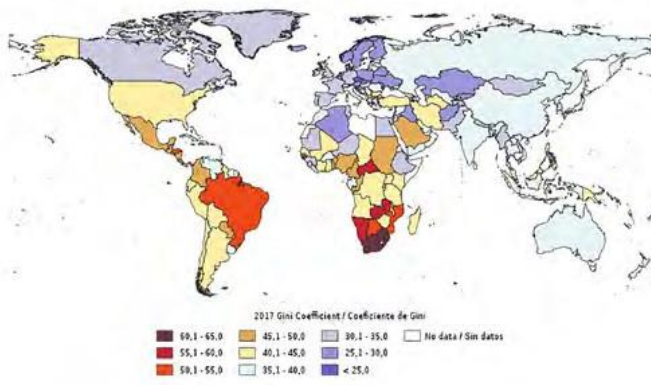 2017 Gini Coefficient / Coeficiente de Gini
60,1 - 65,0
45,1 - 50,0
30,1 - 35,0
No data / Sin datos
55,1 - 60,0
40,1 - 45,0
25,1 - 30,0
50,1 - 55,0
35,1 - 40,0
< 25,0